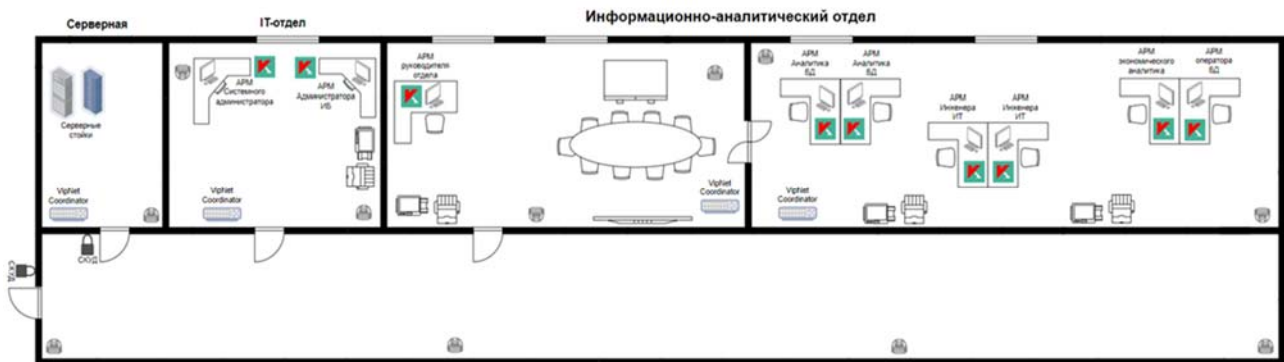 Серверная
IT-отдел
Информационно-аналитический отдел
Серверные
стойки
VipNet
Coordinator
АРМ
Системного
администратора
АРМ
Администратора
ИБ
VipNet
Coordinator
АРМ
руководителя
отдела
VipNet
Coordinator
АРМ
Аналитика
БД
АРМ
Аналитика
БД
АРМ
Инженера
ИТ
АРМ
Инженера
ИТ
АРМ
экономического
аналитика
АРМ
оператора
БД
VipNet
Coordinator
СКУД
СКУД